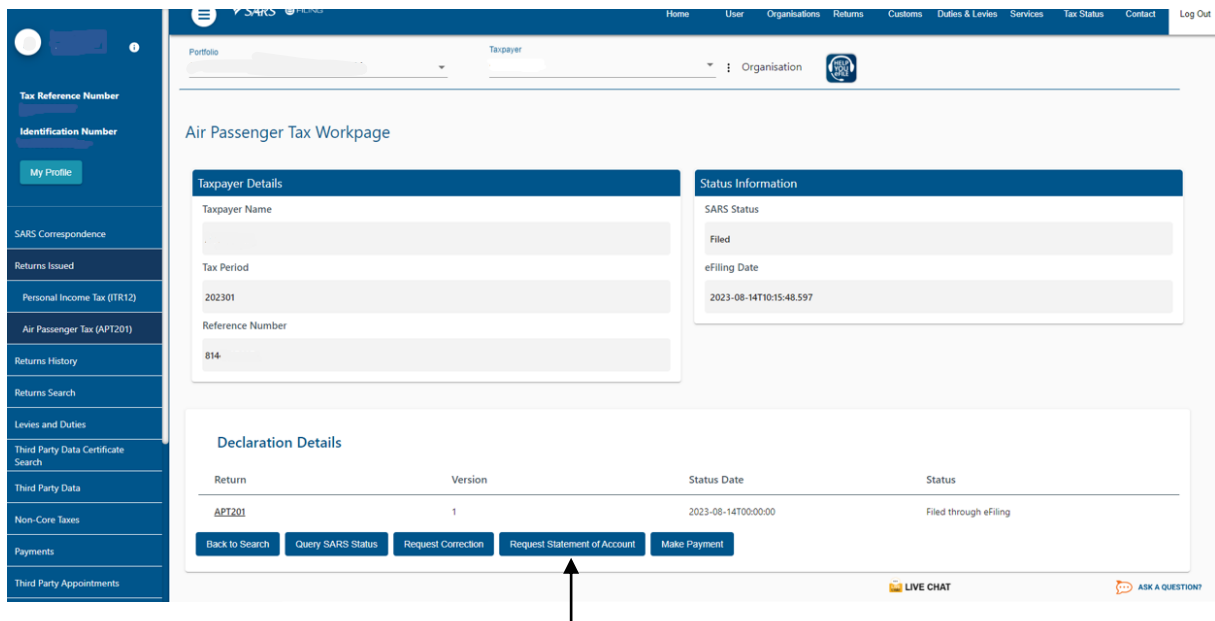 SARS eFILING
Home User Organisations Returns Customs Duties & Levies Services Tax Status Contact Log Out
Portfolio
Taxpayer
Organisation
HELP YOU eFILE
Tax Reference Number
Identification Number
My Profile
SARS Correspondence
Returns Issued
Personal Income Tax (ITR12)
Air Passenger Tax (APT201)
Returns History
Returns Search
Levies and Duties
Third Party Data Certificate
Search
Third Party Data
Non-Core Taxes
Payments
Third Party Appointments
Air Passenger Tax Workpage
Taxpayer Details
Taxpayer Name
Tax Period
202301
Reference Number
814
Status Information
SARS Status
Filed
eFiling Date
2023-08-14T10:15:48.597
Declaration Details
Return Version Status Date Status
APT201 1 2023-08-14T00:00:00 Filed through eFiling
Back to Search Query SARS Status Request Correction Request Statement of Account Make Payment
LIVE CHAT ASK A QUESTION?